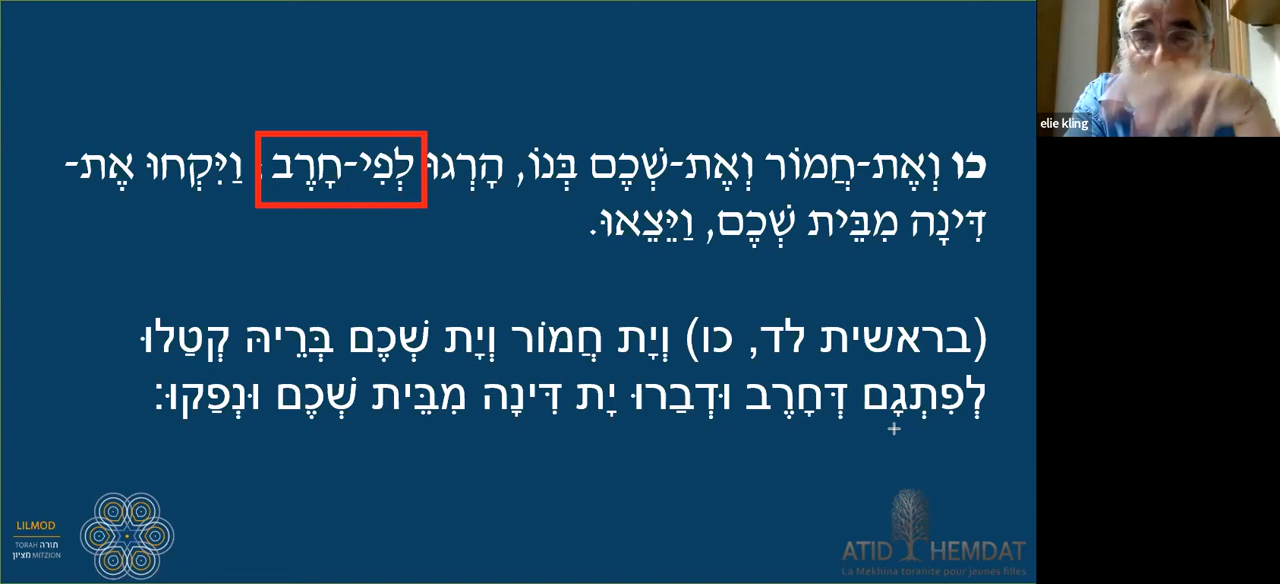 כו וְאֶת-חֲמוֹר וְאֶת-שְׁכֶם בְּנוֹ, הָרְגוּ לְפִי-חָרֶב; וַיִּקְחוּ אֶת-
דִּינָה מִבֵּית שְׁכֶם, וַיֵּצֵאוּ.
(בראשית לד, כו) וְיָת חֲמוֹר וְיָת שְׁכֶם בְּרֵיהּ קְטַלוּ
לְפִתְגָם דְּחָרֶב וּדְבַרוּ יָת דִּינָה מִבֵּית שְׁכֶם וּנְפַקוּ:
elie kling
LILMOD
תורה TORAH
מציון MITZION
ATID HEMDAT
La Mekhina toranite pour jeunes filles